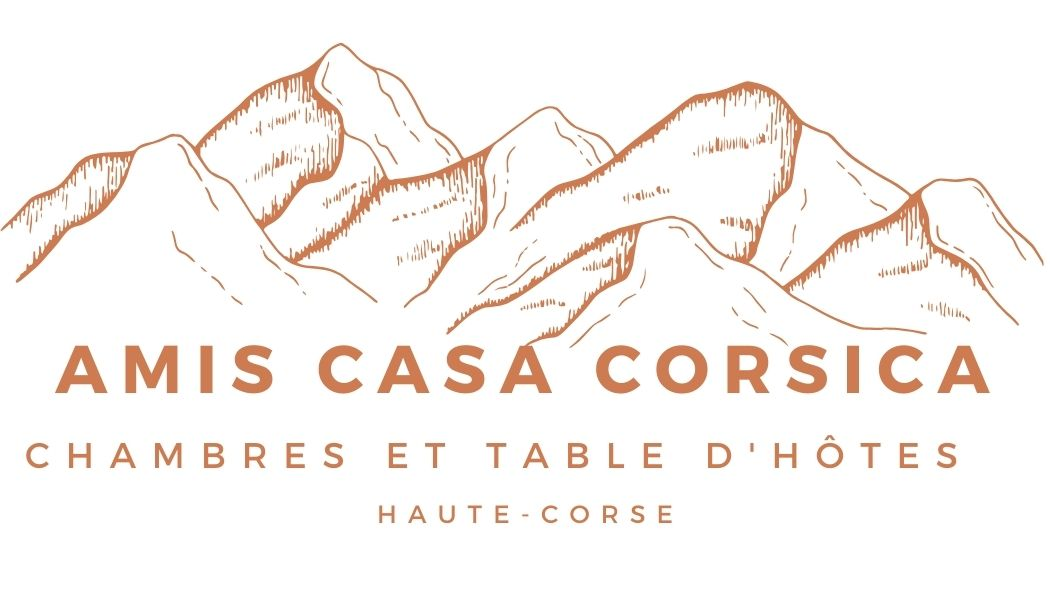 AMIS CASA CORSICA
CHAMBRES ET TABLE D'HÔTES
HAUTE-CORSE